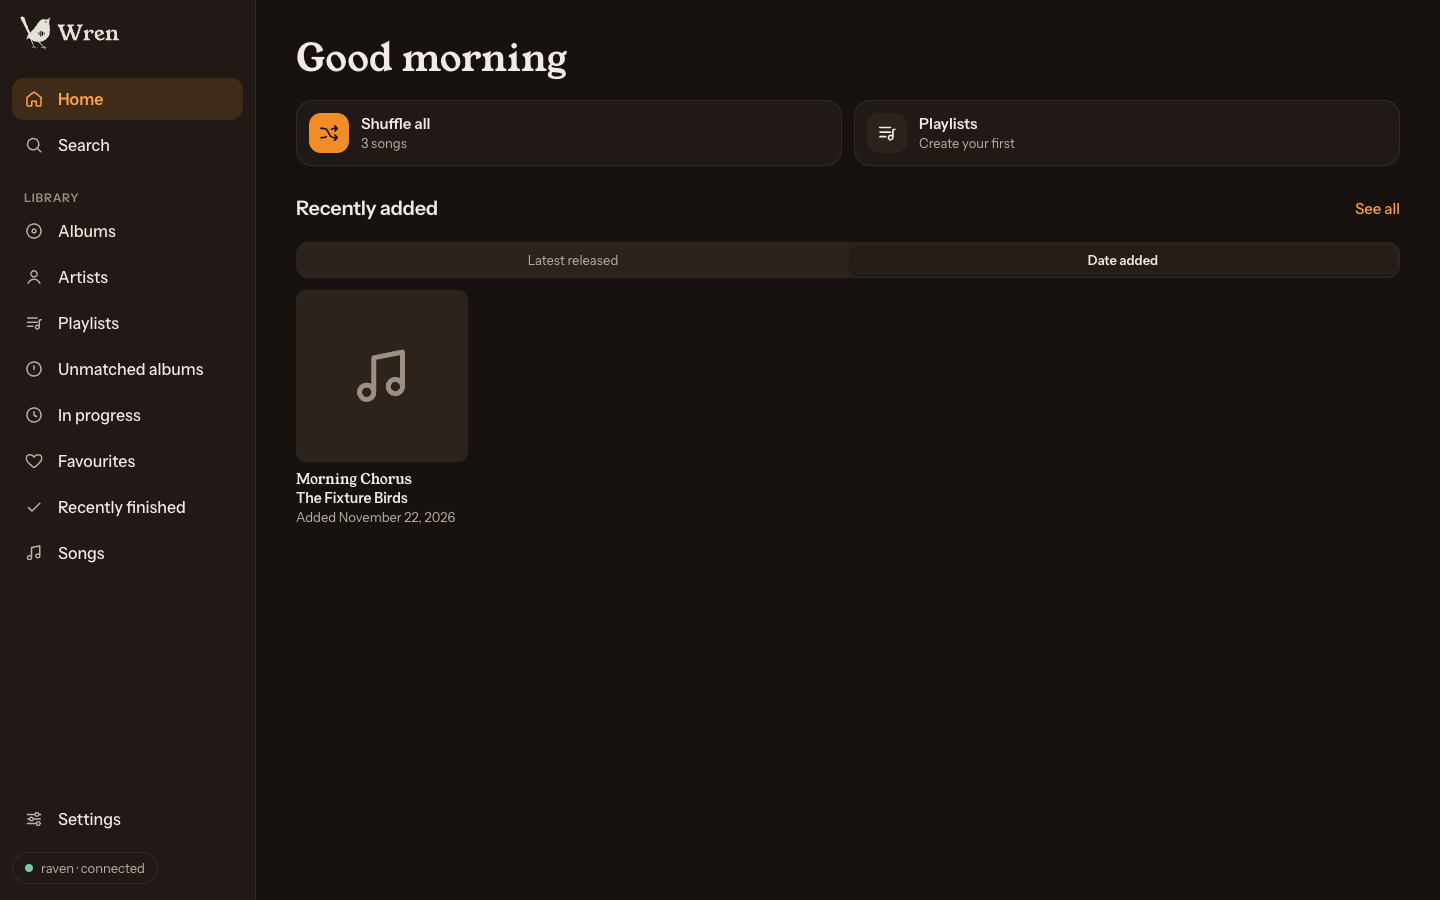 Wren
Home
Search
LIBRARY
Albums
Artists
Playlists
Unmatched albums
In progress
Favourites
Recently finished
Songs
Settings
raven · connected
Good morning
Shuffle all
3 songs
Playlists
Create your first
Recently added
See all
Latest released
Date added
Morning Chorus
The Fixture Birds
Added November 22, 2026